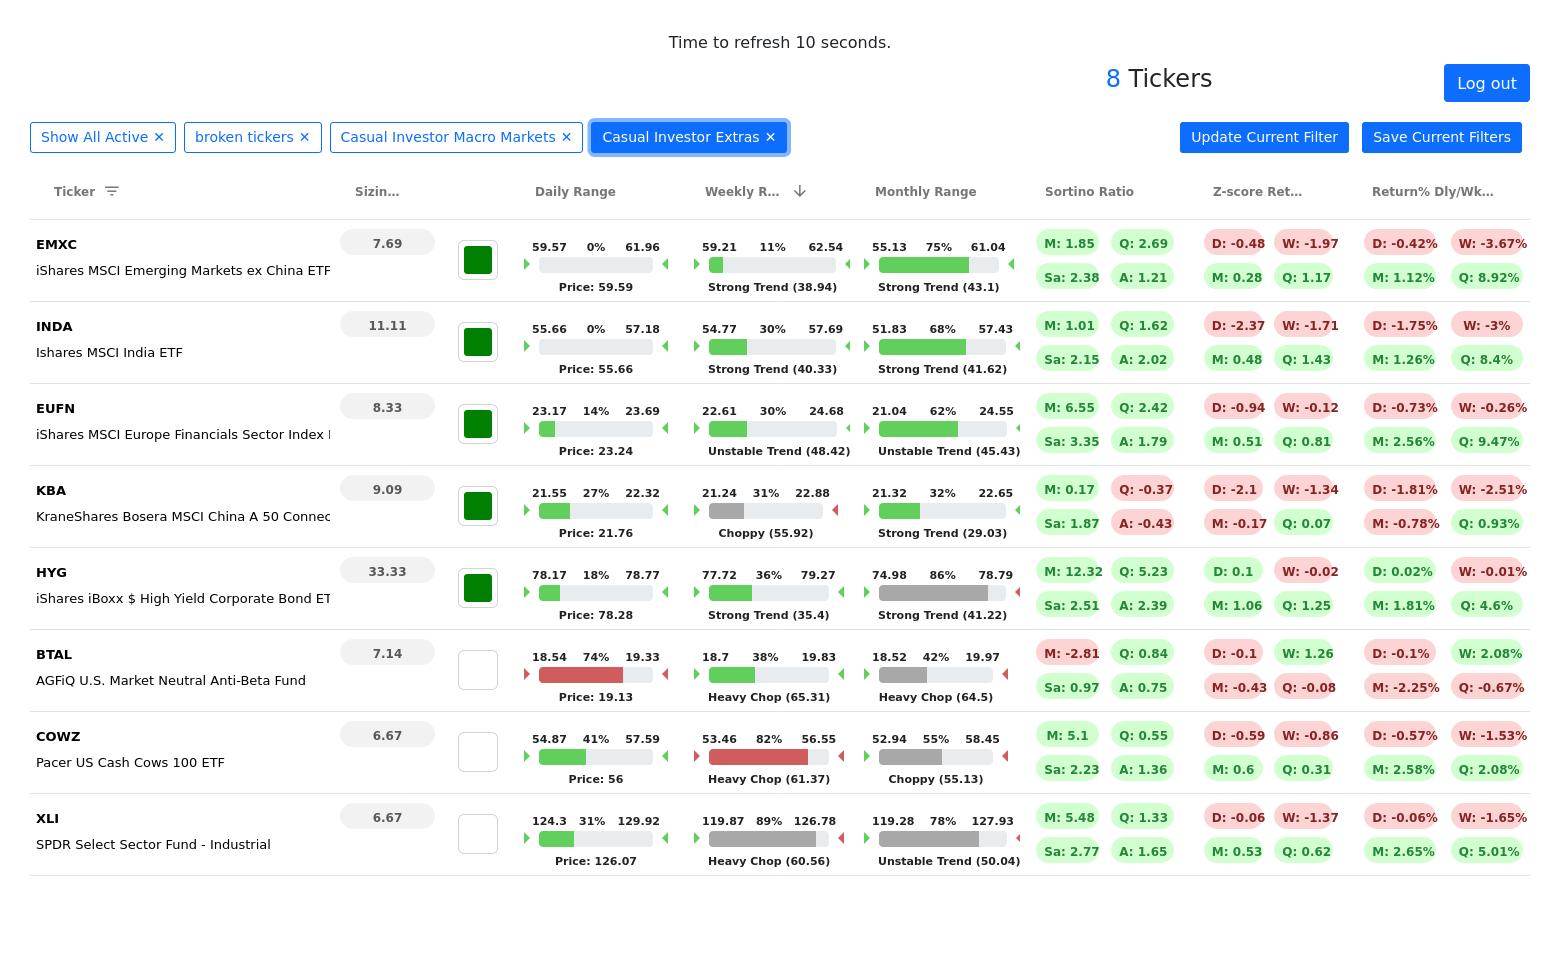 Time to refresh 10 seconds.
8 Tickers
Log out
Show All Active ✕ broken tickers ✕ Casual Investor Macro Markets ✕ Casual Investor Extras ✕ Update Current Filter Save Current Filters
Ticker Sizin... Daily Range Weekly R... Monthly Range Sortino Ratio Z-score Ret... Return% Dly/Wk...
EMXC 7.69 59.57 0% 61.96 59.21 11% 62.54 55.13 75% 61.04 M: 1.85 Q: 2.69 D: -0.48 W: -1.97 D: -0.42% W: -3.67%
iShares MSCI Emerging Markets ex China ETF Price: 59.59 Strong Trend (38.94) Strong Trend (43.1) Sa: 2.38 A: 1.21 M: 0.28 Q: 1.17 M: 1.12% Q: 8.92%
INDA 11.11 55.66 0% 57.18 54.77 30% 57.69 51.83 68% 57.43 M: 1.01 Q: 1.62 D: -2.37 W: -1.71 D: -1.75% W: -3%
Ishares MSCI India ETF Price: 55.66 Strong Trend (40.33) Strong Trend (41.62) Sa: 2.15 A: 2.02 M: 0.48 Q: 1.43 M: 1.26% Q: 8.4%
EUFN 8.33 23.17 14% 23.69 22.61 30% 24.68 21.04 62% 24.55 M: 6.55 Q: 2.42 D: -0.94 W: -0.12 D: -0.73% W: -0.26%
iShares MSCI Europe Financials Sector Index Price: 23.24 Unstable Trend (48.42) Unstable Trend (45.43) Sa: 3.35 A: 1.79 M: 0.51 Q: 0.81 M: 2.56% Q: 9.47%
KBA 9.09 21.55 27% 22.32 21.24 31% 22.88 21.32 32% 22.65 M: 0.17 Q: -0.37 D: -2.1 W: -1.34 D: -1.81% W: -2.51%
KraneShares Bosera MSCI China A 50 Connec Price: 21.76 Choppy (55.92) Strong Trend (29.03) Sa: 1.87 A: -0.43 M: -0.17 Q: 0.07 M: -0.78% Q: 0.93%
HYG 33.33 78.17 18% 78.77 77.72 36% 79.27 74.98 86% 78.79 M: 12.32 Q: 5.23 D: 0.1 W: -0.02 D: 0.02% W: -0.01%
iShares iBoxx $ High Yield Corporate Bond ET Price: 78.28 Strong Trend (35.4) Strong Trend (41.22) Sa: 2.51 A: 2.39 M: 1.06 Q: 1.25 M: 1.81% Q: 4.6%
BTAL 7.14 18.54 74% 19.33 18.7 38% 19.83 18.52 42% 19.97 M: -2.81 Q: 0.84 D: -0.1 W: 1.26 D: -0.1% W: 2.08%
AGFiQ U.S. Market Neutral Anti-Beta Fund Price: 19.13 Heavy Chop (65.31) Heavy Chop (64.5) Sa: 0.97 A: 0.75 M: -0.43 Q: -0.08 M: -2.25% Q: -0.67%
COWZ 6.67 54.87 41% 57.59 53.46 82% 56.55 52.94 55% 58.45 M: 5.1 Q: 0.55 D: -0.59 W: -0.86 D: -0.57% W: -1.53%
Pacer US Cash Cows 100 ETF Price: 56 Heavy Chop (61.37) Choppy (55.13) Sa: 2.23 A: 1.36 M: 0.6 Q: 0.31 M: 2.58% Q: 2.08%
XLI 6.67 124.3 31% 129.92 119.87 89% 126.78 119.28 78% 127.93 M: 5.48 Q: 1.33 D: -0.06 W: -1.37 D: -0.06% W: -1.65%
SPDR Select Sector Fund - Industrial Price: 126.07 Heavy Chop (60.56) Unstable Trend (50.04) Sa: 2.77 A: 1.65 M: 0.53 Q: 0.62 M: 2.65% Q: 5.01%